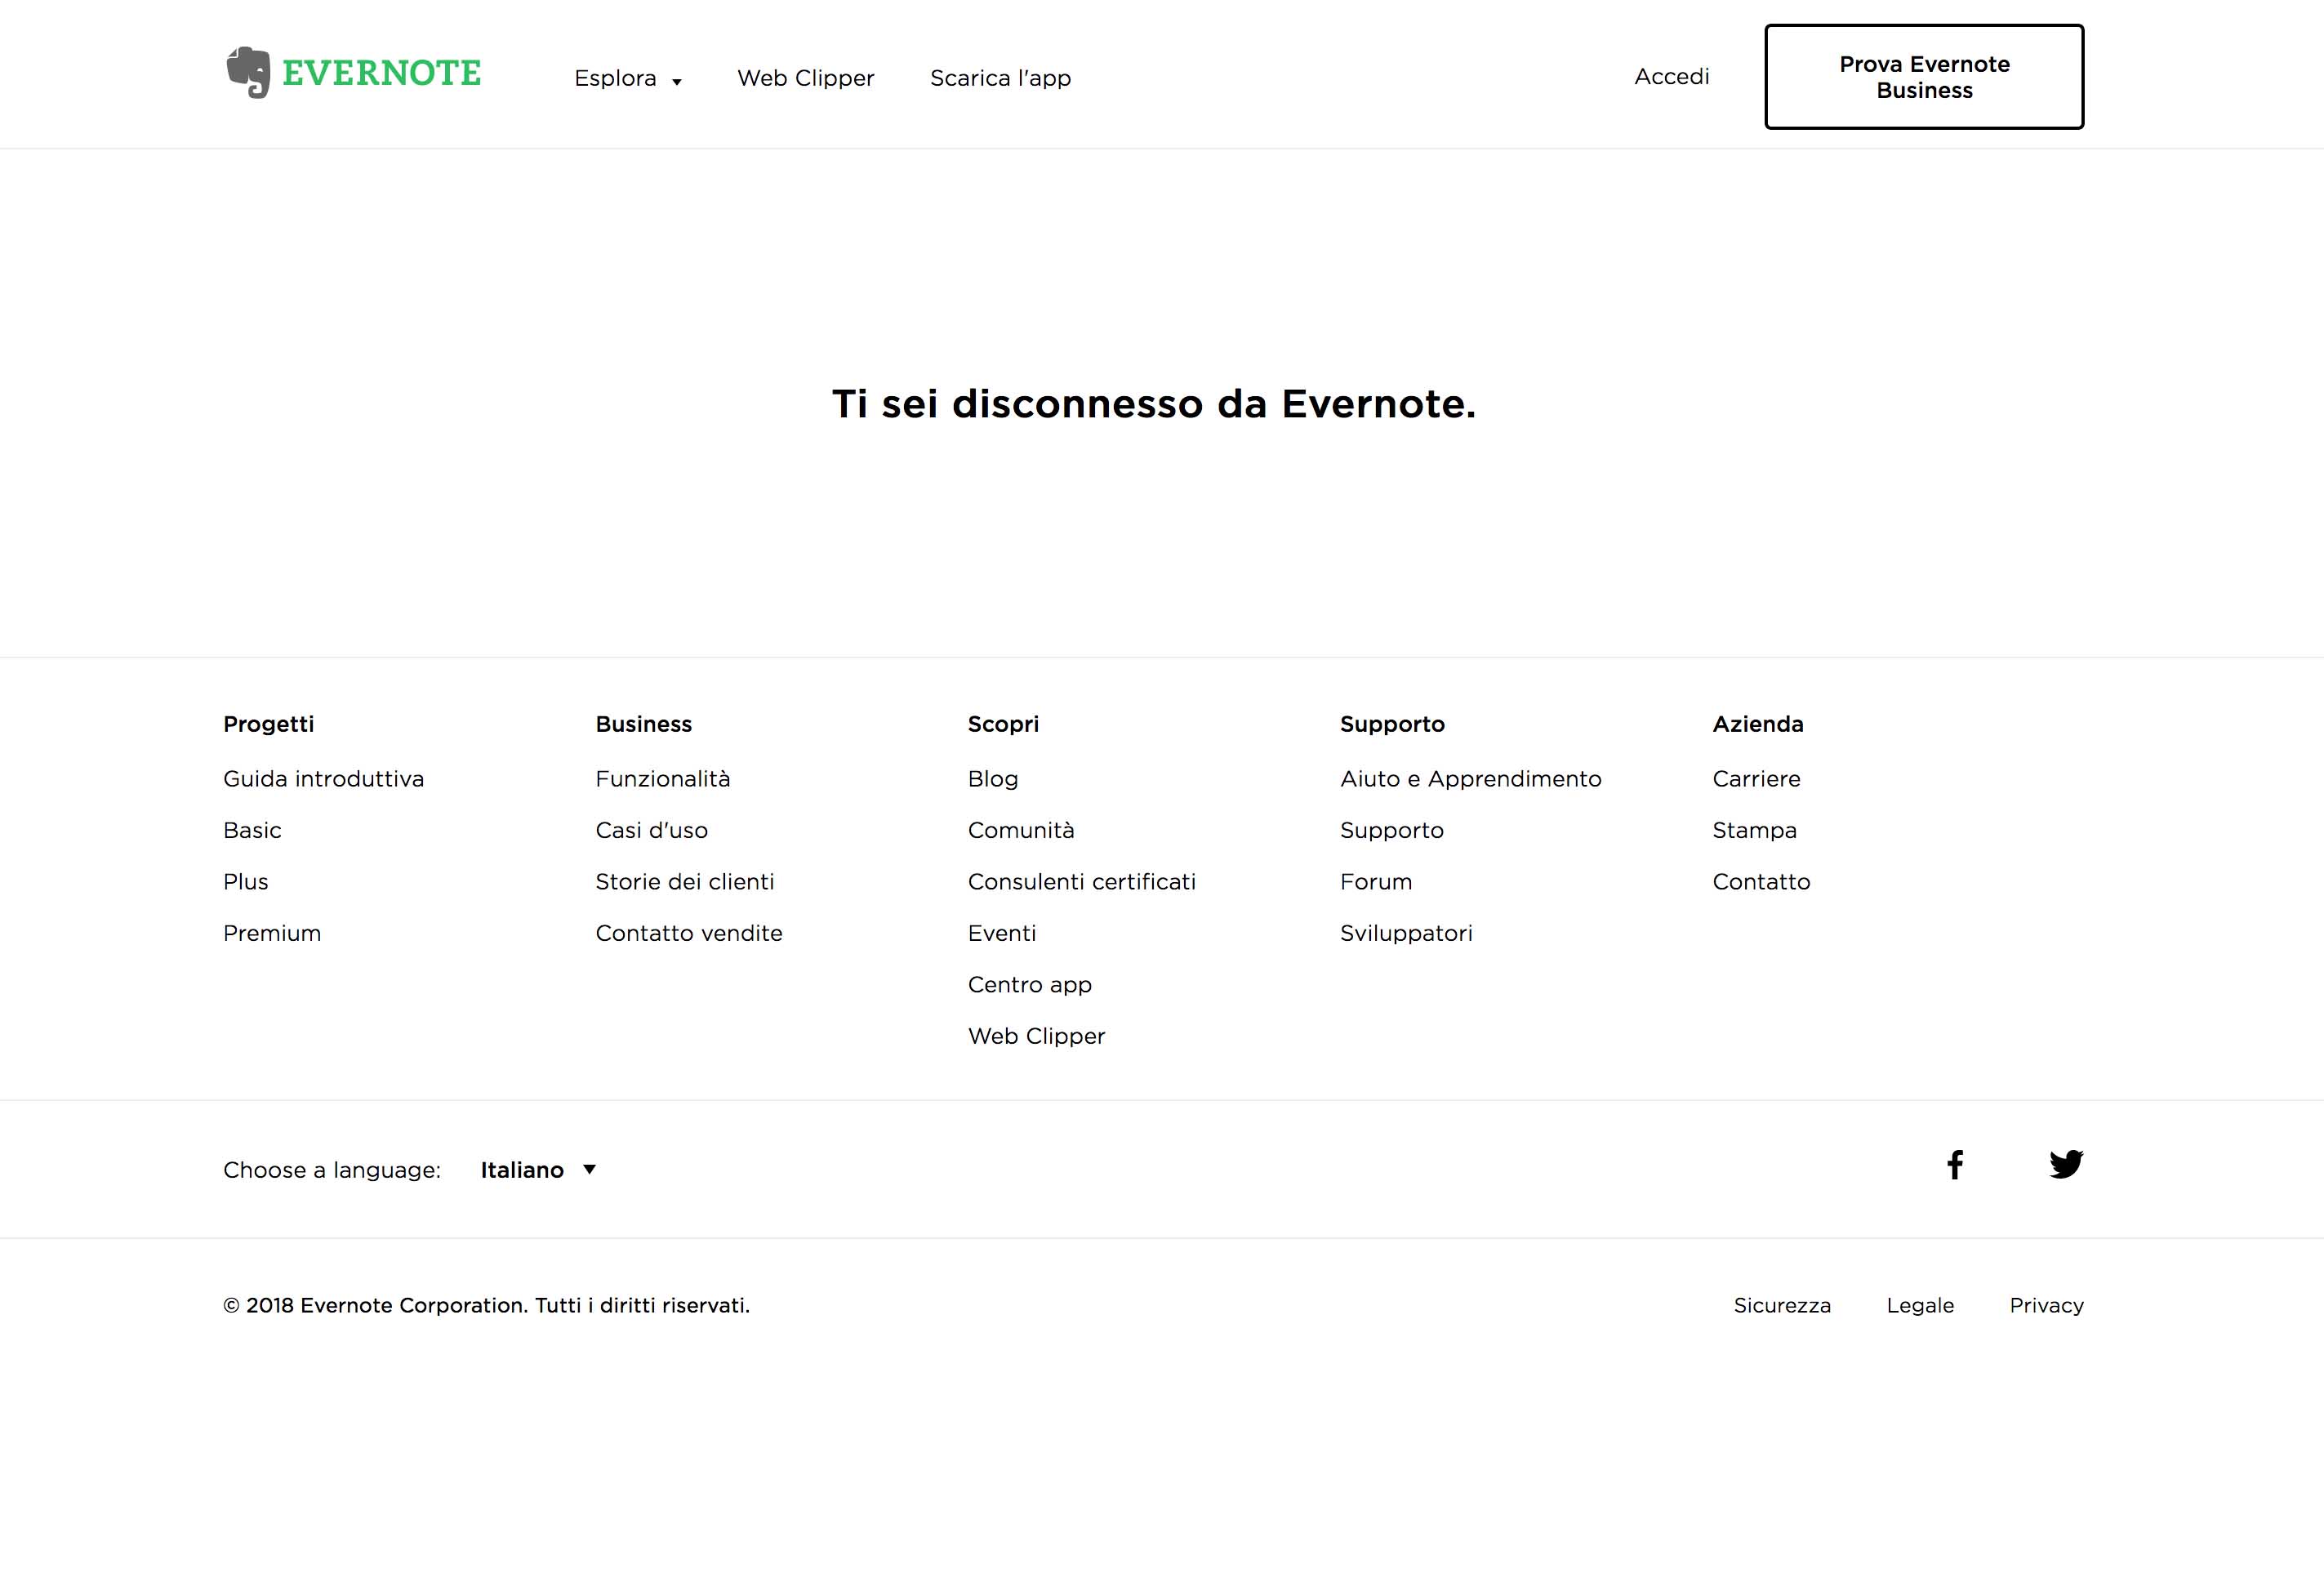 EVERNOTE
Esplora
Web Clipper
Scarica l'app
Accedi
Prova Evernote
Business
Ti sei disconnesso da Evernote.
Progetti
Guida introduttiva
Basic
Plus
Premium
Business
Funzionalità
Casi d'uso
Storie dei clienti
Contatto vendite
Scopri
Blog
Comunità
Consulenti certificati
Eventi
Centro app
Web Clipper
Supporto
Aiuto e Apprendimento
Supporto
Forum
Sviluppatori
Azienda
Carriere
Stampa
Contatto
Choose a language: Italiano
© 2018 Evernote Corporation. Tutti i diritti riservati.
Sicurezza
Legale
Privacy